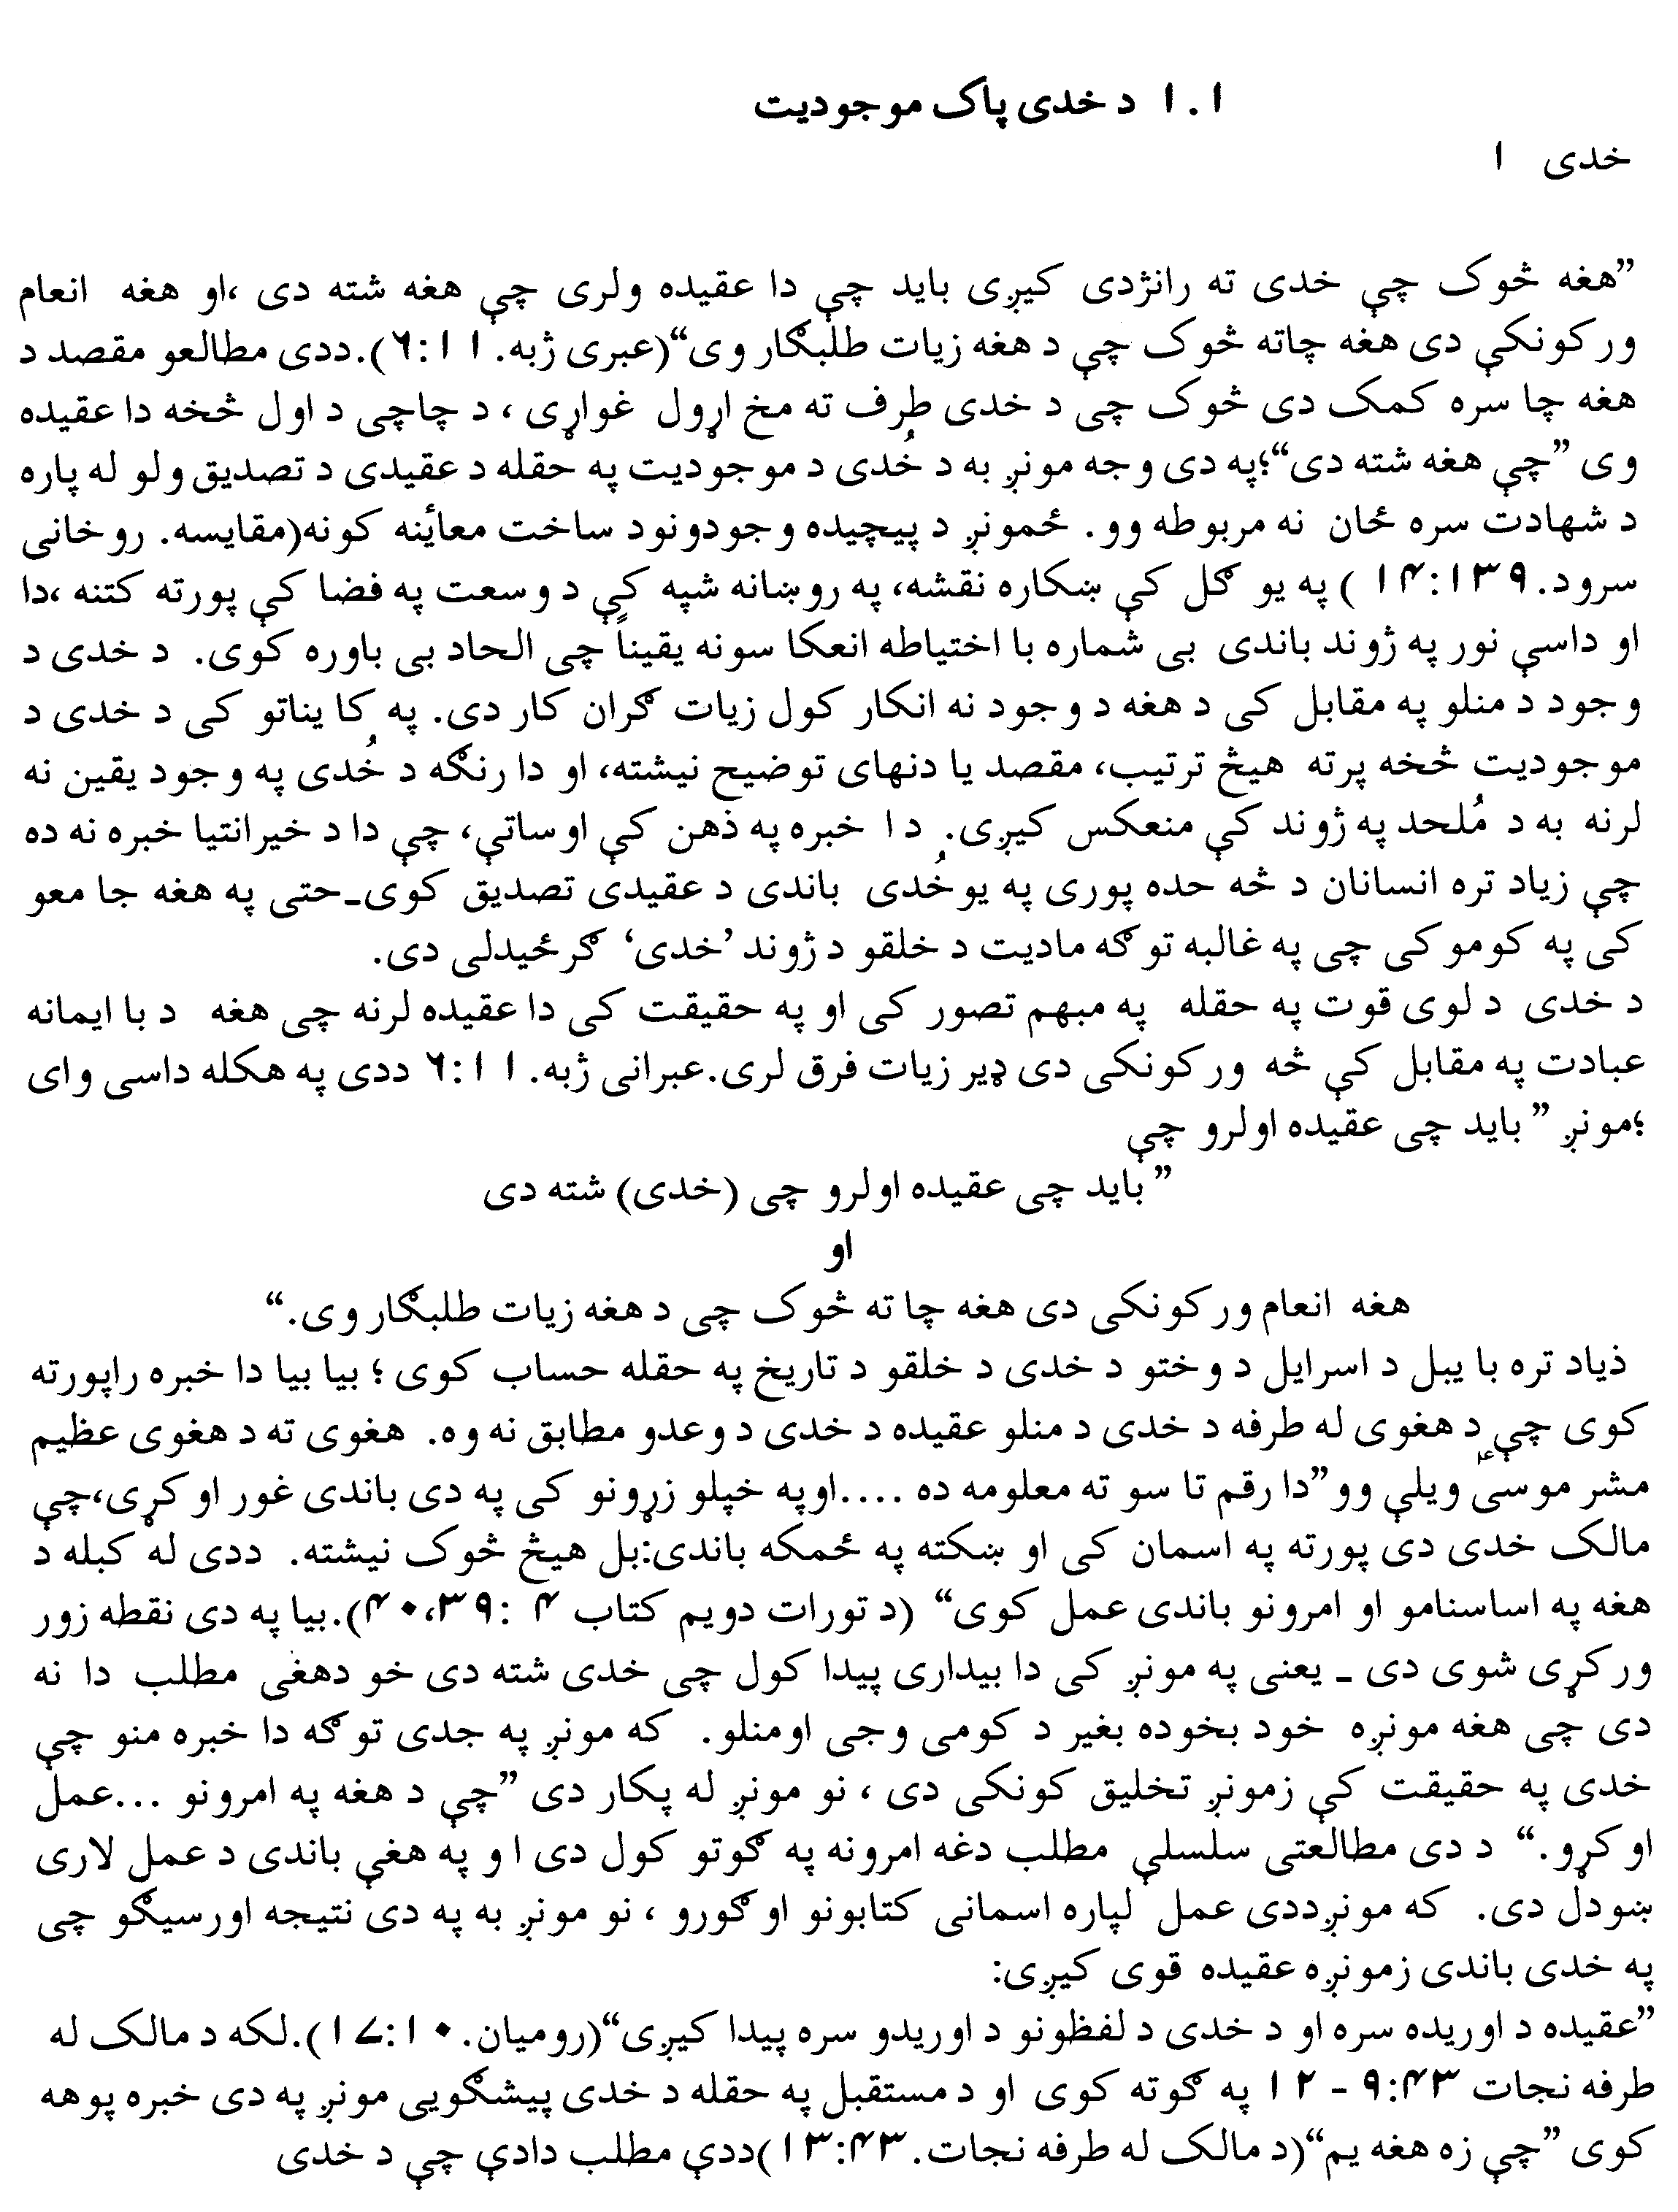 ۱.۱ د خدی پاک موجودیت
خدی ۱
”هغه څوک چې خدی ته رانژدی کیږی باید چې دا عقیده ولری چې هغه شته دی ،او هغه انعام
ورکونکې دی هغه چاته څوک چې د هغه زیات طلبګار وی“(عبری ژبه. ۶:۱۱).ددی مطالعو مقصد د
هغه چا سره کمک دی څوک چی د خدی طرف ته مخ اړول غواړی ، د چاچی د اول څخه دا عقیده
وی ”چې هغه شته دی“؛په دی وجه مونږ به د خُدی د موجودیت په حقله د عقیدی د تصدیق ولو له پاره
د شهادت سره ځان نه مربوطه وو. ځمونږ د پیچیده وجودونود ساخت معائنه کونه(مقایسه. روخانی
سرود. ۱۴:۱۳۹ ) په یو ګل کې ښکاره نقشه، په روښانه شپه کې د وسعت په فضا کې پورته کتنه ،دا
او داسې نور په ژوند باندی بی شماره با اختیاطه انعکا سونه یقیناً چی الحاد بی باوره کوی. د خدی د
وجود د منلو په مقابل کی د هغه د وجود نه انکار کول زیات ګران کار دی. په کا یناتو کی د خدی د
موجودیت څخه پرته هیڅ ترتیب، مقصد یا دنهای توضیح نیشته، او دا رنګه د خُدی په وجود یقین نه
لرنه به د مُلحد په ژوند کې منعکس کیږی. د ا خبره په ذهن کې اوساتې، چې دا د خیرانتیا خبره نه ده
چې زیاد تره انسانان د څه حده پوری په یوخُدی باندی د عقیدی تصدیق کوی-حتی په هغه جا معو
کی په کوموکی چی په غالبه توګه مادیت د خلقو د ژوند ’خدی‘ ګرځیدلی دی.
د خدی د لوی قوت په حقله په مبهم تصور کی او په حقیقت کی دا عقیده لرنه چی هغه د با ایمانه
عبادت په مقابل کې څه ورکونکی دی ډیر زیات فرق لری.عبرانی ژبه. ۶:۱۱ ددی په هکله داسی وای
؛مونږ ” باید چی عقیده اولرو چې
” باید چی عقیده اولرو چی (خدی) شته دی
او
هغه انعام ورکونکی دی هغه چا ته څوک چی د هغه زیات طلبګار وی.“
ذیاد تره با یبل د اسرایل د وختو د خدی د خلقو د تاریخ په حقله حساب کوی ؛ بیا بیا دا خبره راپورته
کوی چې د هغوی له طرفه د خدی د منلو عقیده د خدی د وعدو مطابق نه وه. هغوی ته د هغوی عظیم
مشر موسیٰؑ ویلې وو”دا رقم تا سو ته معلومه ده ....اوپه خپلو زړونو کی په دی باندی غور اوکړی،چې
مالک خدی دی پورته په اسمان کی او ښکته په ځمکه باندی:بل هیڅ څوک نیشته. ددی له کبله د
هغه په اساسنامو او امرونو باندی عمل کوی“ (د تورات دویم کتاب ۴ :۳۹،۴۰).بیا په دی نقطه زور
ورکړی شوی دی - یعنی په مونږ کی دا بیداری پیدا کول چی خدی شته دی خو دهغی مطلب دا نه
دی چی هغه مونږه خود بخوده بغیر د کومی وجی اومنلو. که مونږ په جدی توګه دا خبره منو چې
خدی په حقیقت کې زمونږ تخلیق کونکی دی ، نو مونږ له پکار دی ”چې د هغه په امرونو ...عمل
اوکړو.“ د دی مطالعتی سلسلې مطلب دغه امرونه په ګوتو کول دی ا و په هغې باندی د عمل لاری
ښودل دی. که مونږددی عمل لپاره اسمانی کتابونو اوګورو ، نو مونږ به په دی نتیجه اورسیګو چی
په خدی باندی زمونږه عقیده قوی کیږی:
”عقیده د اوریده سره او د خدی د لفظونو د اوریدو سره پیدا کیږی“(رومیان. ۱۷:۱۰).لکه د مالک له
طرفه نجات ۹:۴۳ - ۱۲ په ګوته کوی او د مستقبل په حقله د خدی پیشګویی مونږ په دی خبره پوهه
کوی ”چې زه هغه یم“(د مالک له طرفه نجات. ۱۳:۴۳)ددې مطلب دادې چې د خدی